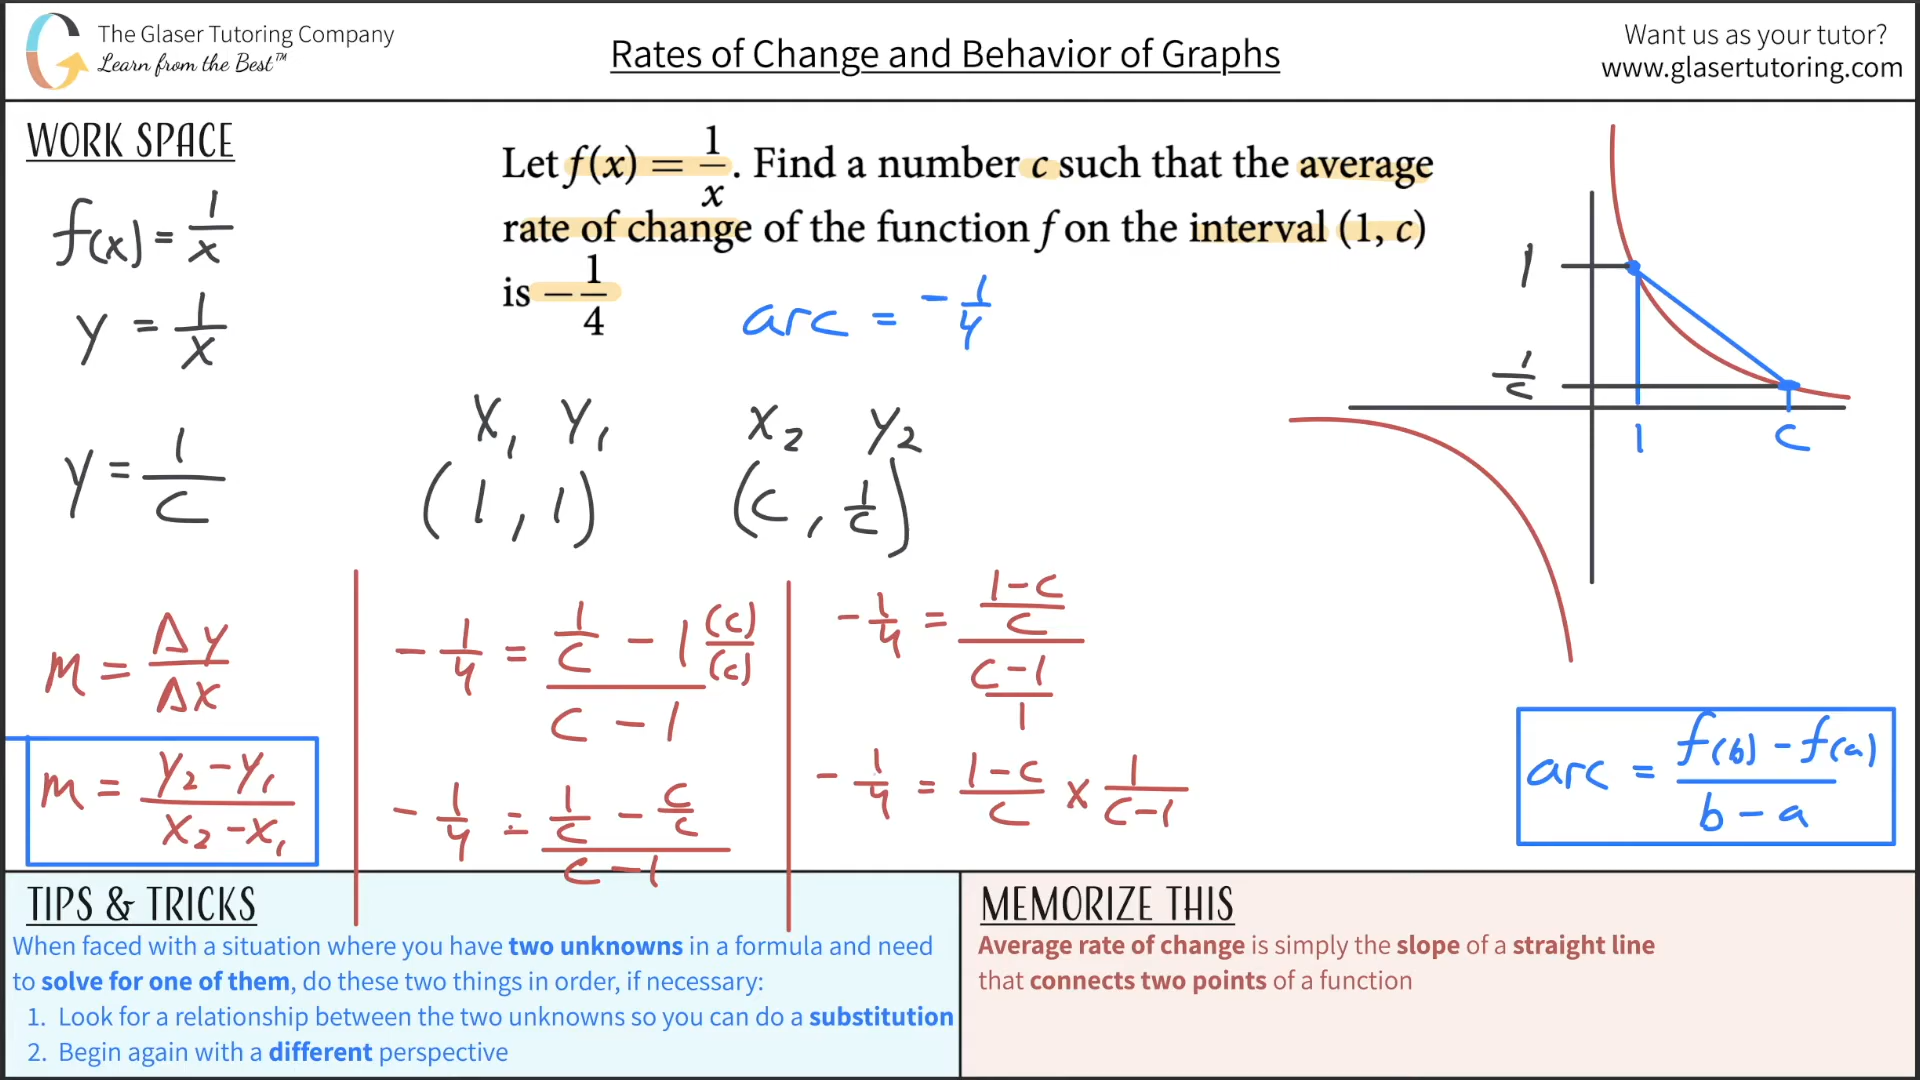 The Glaser Tutoring Company
Learn from the Best™
Rates of Change and Behavior of Graphs
Want us as your tutor?
www.glasertutoring.com
WORK SPACE
f(x) = 1/x
y = 1/x
y = 1/c
Let f(x) = 1/x. Find a number c such that the average
rate of change of the function f on the interval (1, c)
is −1/4
arc = -1/4
x₁ y₁ x₂ y₂
(1, 1) (c, 1/c)
1
1/c
1 c
m = Δy/Δx
m = (y₂ - y₁)/(x₂ - x₁)
-1/4 = (1/c - 1 (c)/(c))/(c - 1)
-1/4 = (1/c - c/c)/(c - 1)
-1/4 = ((1-c)/c)/((c-1)/1)
-1/4 = (1-c)/c x 1/(c-1)
arc = (f(b) - f(a))/(b - a)
TIPS & TRICKS
When faced with a situation where you have two unknowns in a formula and need
to solve for one of them, do these two things in order, if necessary:
1. Look for a relationship between the two unknowns so you can do a substitution
2. Begin again with a different perspective
MEMORIZE THIS
Average rate of change is simply the slope of a straight line
that connects two points of a function